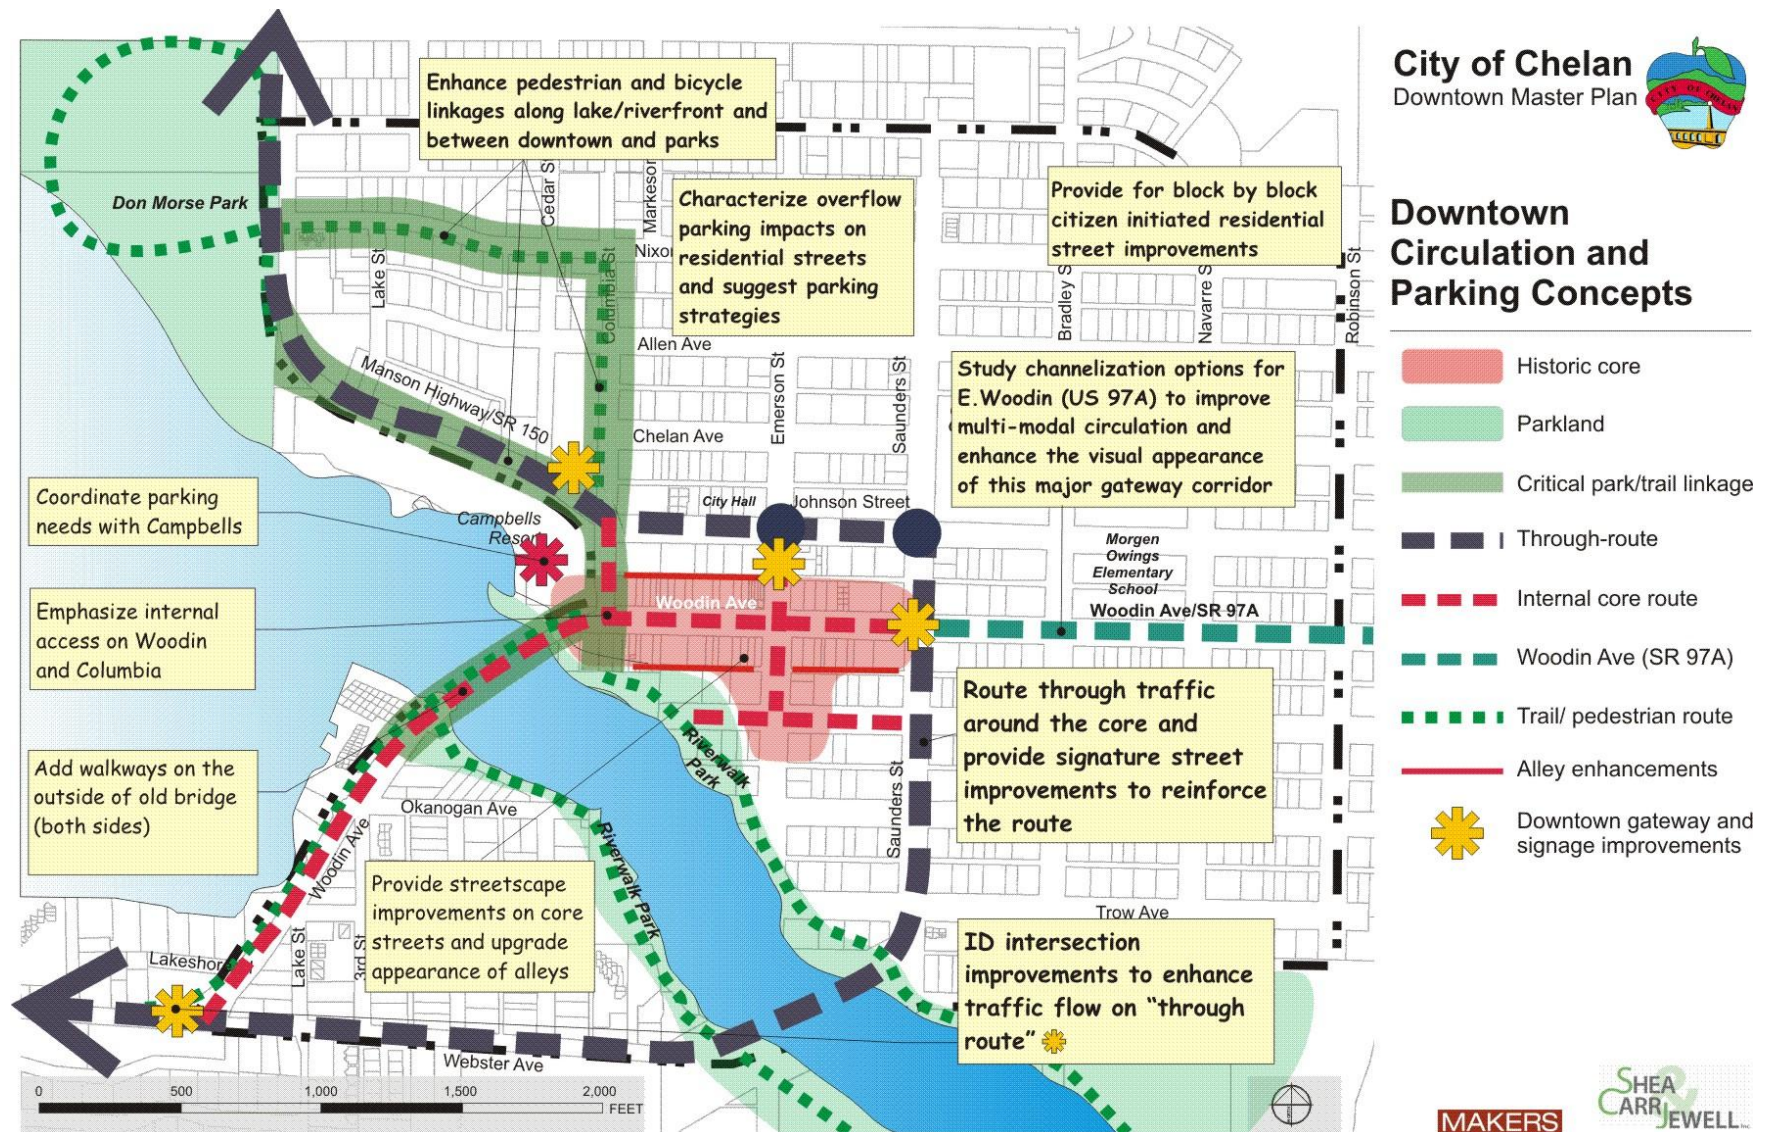 City of Chelan
Downtown Master Plan
CITY OF CHELAN
Downtown
Circulation and
Parking Concepts
Historic core
Parkland
Critical park/trail linkage
Through-route
Internal core route
Woodin Ave (SR 97A)
Trail/ pedestrian route
Alley enhancements
Downtown gateway and
signage improvements
Enhance pedestrian and bicycle
linkages along lake/riverfront and
between downtown and parks
Characterize overflow
parking impacts on
residential streets
and suggest parking
strategies
Provide for block by block
citizen initiated residential
street improvements
Study channelization options for
E.Woodin (US 97A) to improve
multi-modal circulation and
enhance the visual appearance
of this major gateway corridor
Coordinate parking
needs with Campbells
Emphasize internal
access on Woodin
and Columbia
Add walkways on the
outside of old bridge
(both sides)
Provide streetscape
improvements on core
streets and upgrade
appearance of alleys
Route through traffic
around the core and
provide signature street
improvements to reinforce
the route
ID intersection
improvements to enhance
traffic flow on “through
route”
Don Morse Park
Cedar St
Markeson
Nixon
Lake St
Columbia St
Allen Ave
Manson Highway/SR 150
Chelan Ave
Emerson St
Saunders St
Bradley S
Navarre S
Robinson St
City Hall
Johnson Street
Campbells
Resort
Morgen
Owings
Elementary
School
Woodin Ave
Woodin Ave/SR 97A
Riverwalk
Park
Okanogan Ave
Saunders St
Woodin Ave
Riverwalk Park
Trow Ave
Lakeshore
Lake St
3rd St
Webster Ave
0 500 1,000 1,500 2,000
FEET
MAKERS
SHEA
CARR
JEWELL Inc.